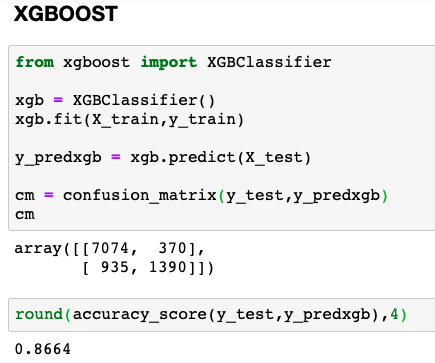 XGBOOST
from xgboost import XGBClassifier
xgb = XGBClassifier()
xgb.fit(X_train,y_train)
y_predxgb = xgb.predict(X_test)
cm = confusion_matrix(y_test,y_predxgb)
cm
array([[7074,  370],
       [ 935, 1390]])
round(accuracy_score(y_test,y_predxgb),4)
0.8664